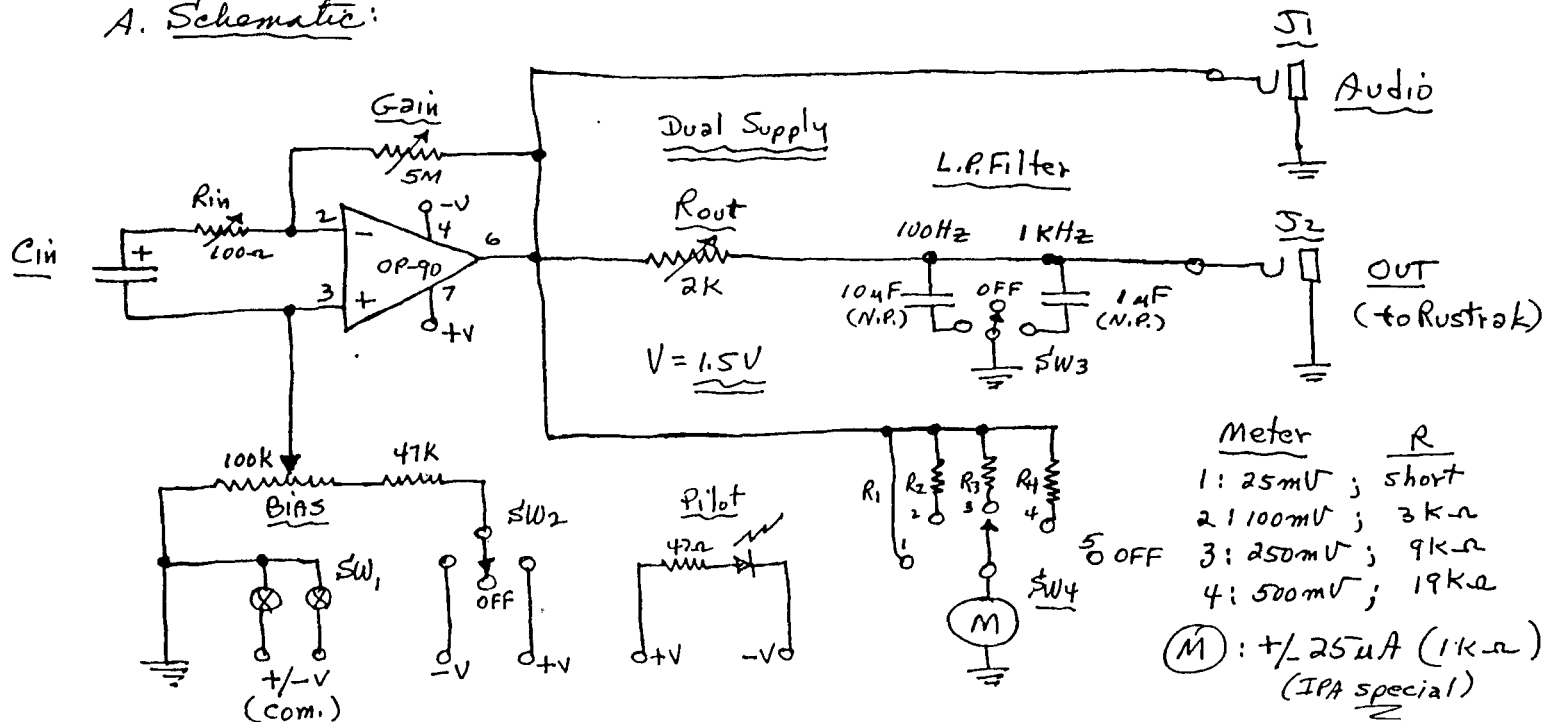 A. Schematic:
J1
Audio
Gain
5M
Dual Supply
L.P. Filter
Rin
100Ω
Cin
+
2
-
-V
4
OP-90
6
3
+
7
+V
Rout
2K
100Hz
1KHz
J2
OUT
(to Rustrak)
10µF
(N.P.)
OFF
1µF
(N.P.)
SW3
V = 1.5V
100K
47K
BIAS
SW2
OFF
SW1
+/-V
(com.)
-V
+V
Pilot
47Ω
+V
-V
R1
R2
R3
R4
1
2
3
4
5
OFF
SW4
M
Meter R
1: 25mV ; short
2: 100mV ; 3KΩ
3: 250mV ; 9KΩ
4: 500mV ; 19KΩ
M : +/- 25uA (1KΩ)
(IPA special)